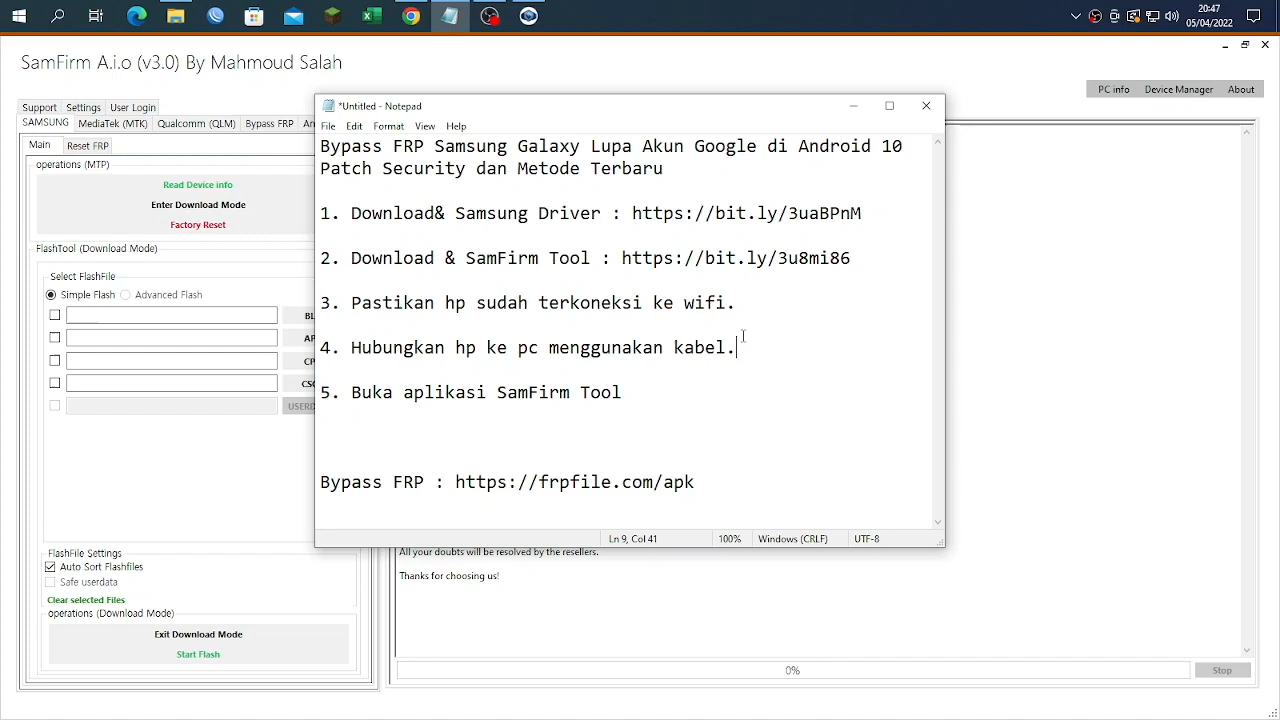 20:47
05/04/2022
SamFirm A.i.o (v3.0) By Mahmoud Salah
PC info Device Manager About
Support Settings User Login
SAMSUNG MediaTek (MTK) Qualcomm (QLM) Bypass FRP
Main Reset FRP
operations (MTP)
Read Device info
Enter Download Mode
Factory Reset
FlashTool (Download Mode)
Select FlashFile
Simple Flash Advanced Flash
BL
AP
CP
CSC
FlashFile Settings
Auto Sort Flashfiles
Safe userdata
Clear selected Files
operations (Download Mode)
Exit Download Mode
Start Flash
*Untitled - Notepad
File Edit Format View Help
Bypass FRP Samsung Galaxy Lupa Akun Google di Android 10
Patch Security dan Metode Terbaru
1. Download& Samsung Driver : https://bit.ly/3uaBPnM
2. Download & SamFirm Tool : https://bit.ly/3u8mi86
3. Pastikan hp sudah terkoneksi ke wifi.
4. Hubungkan hp ke pc menggunakan kabel.
5. Buka aplikasi SamFirm Tool
Bypass FRP : https://frpfile.com/apk
Ln 9, Col 41 100% Windows (CRLF) UTF-8
All your doubts will be resolved by the resellers.
Thanks for choosing us!
0% Stop